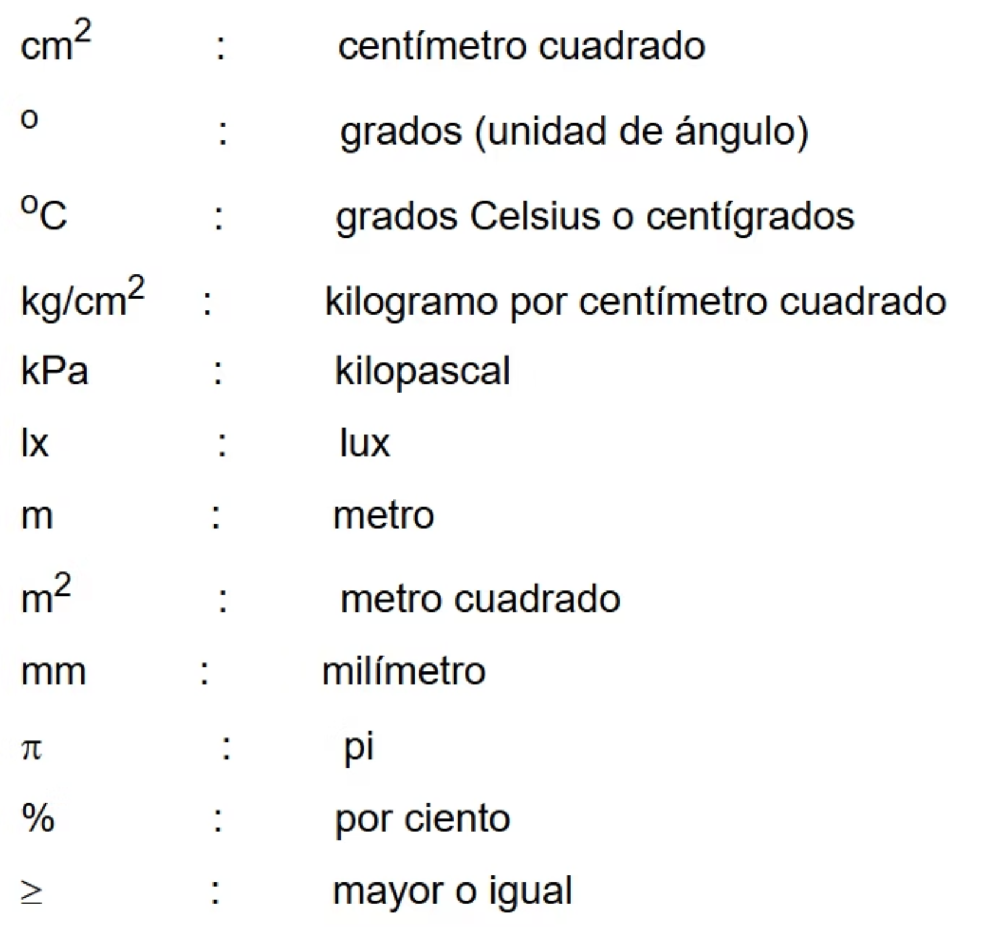 cm² : centímetro cuadrado
º : grados (unidad de ángulo)
ºC : grados Celsius o centígrados
kg/cm² : kilogramo por centímetro cuadrado
kPa : kilopascal
lx : lux
m : metro
m² : metro cuadrado
mm : milímetro
π : pi
% : por ciento
≥ : mayor o igual